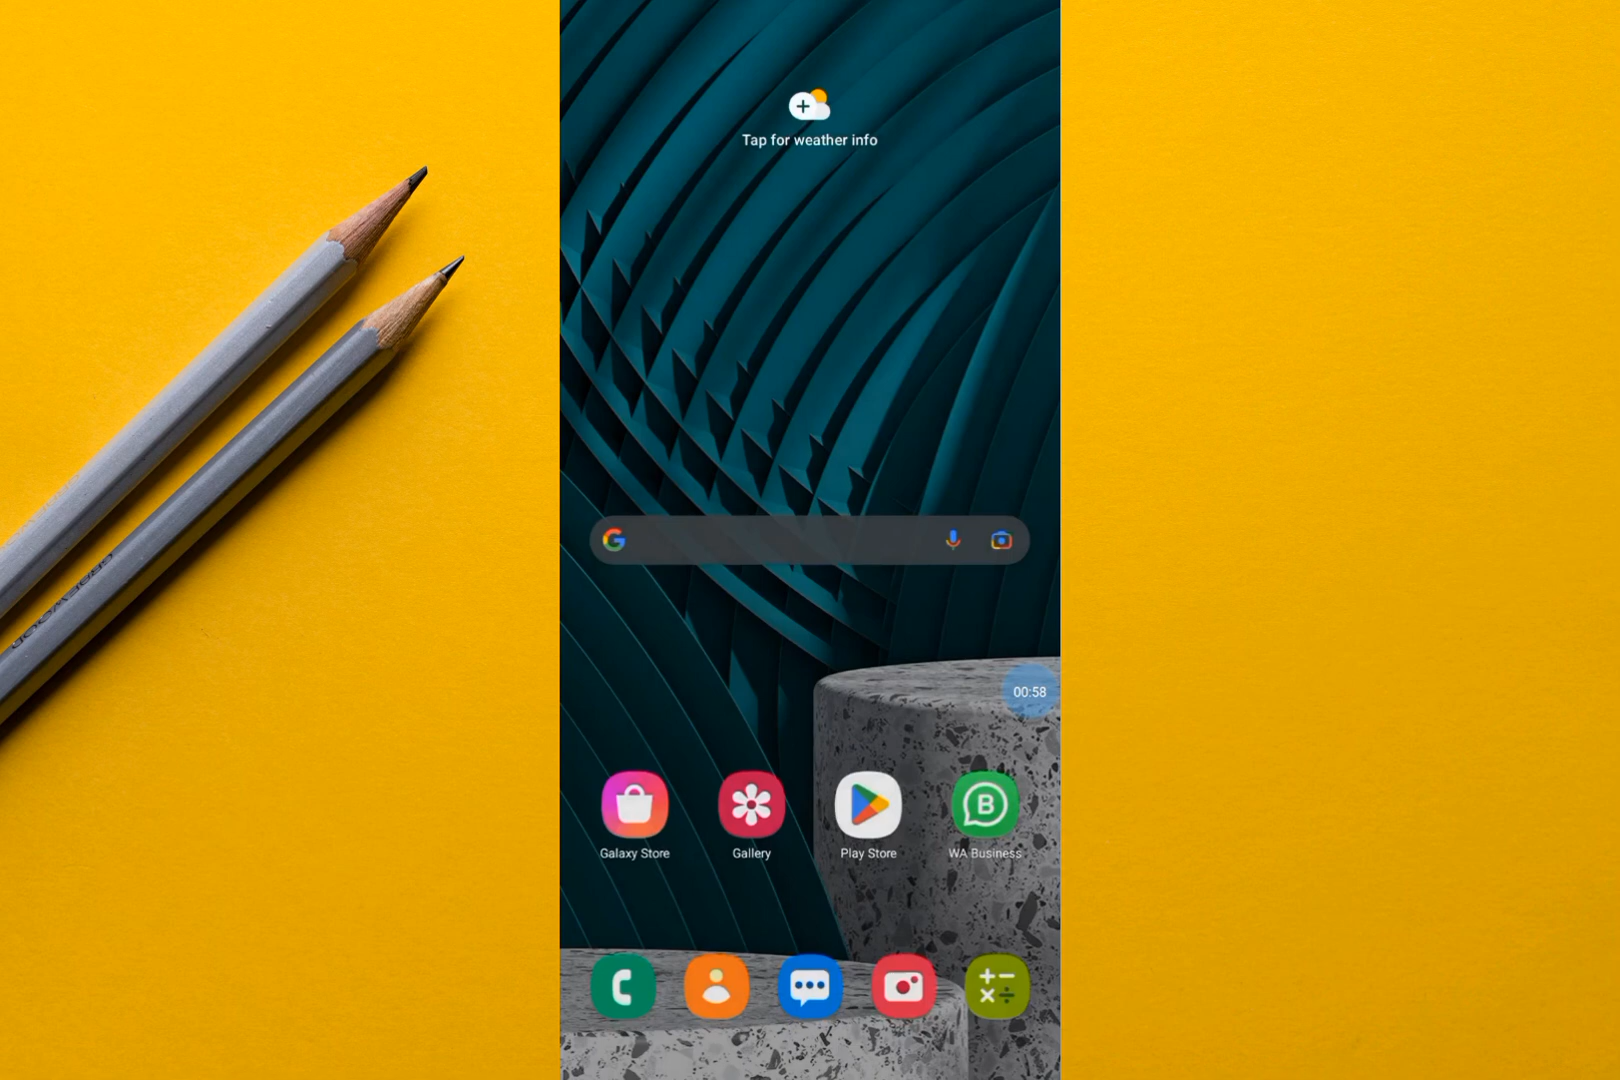 Tap for weather info
00:58
Galaxy Store
Gallery
Play Store
WA Business